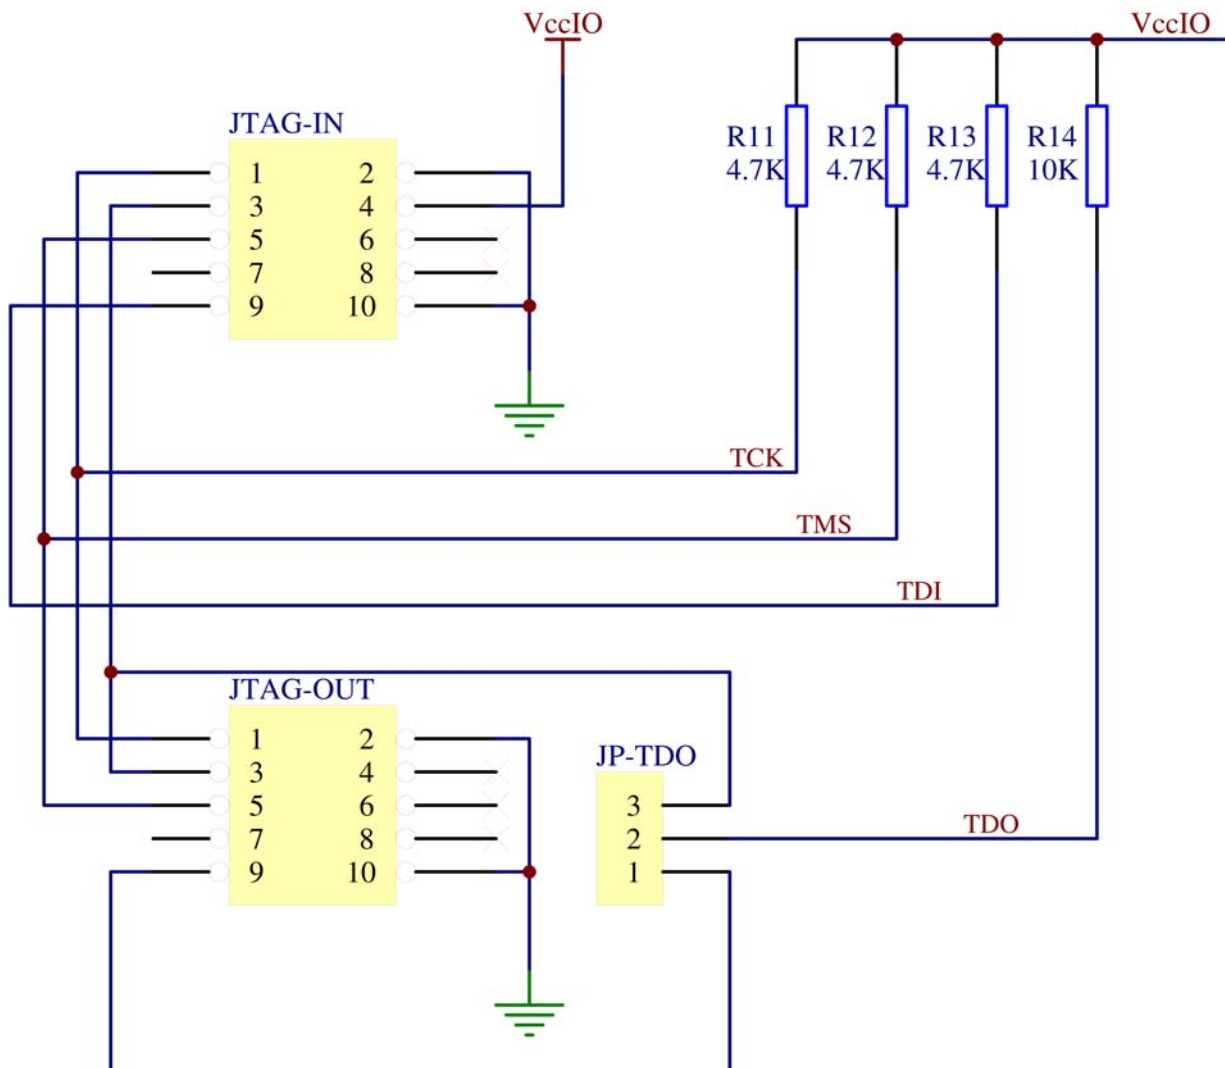 VccIO
VccIO
JTAG-IN
1 2
3 4
5 6
7 8
9 10
R11
4.7K
R12
4.7K
R13
4.7K
R14
10K
TCK
TMS
TDI
JTAG-OUT
1 2
3 4
5 6
7 8
9 10
JP-TDO
3
2
1
TDO